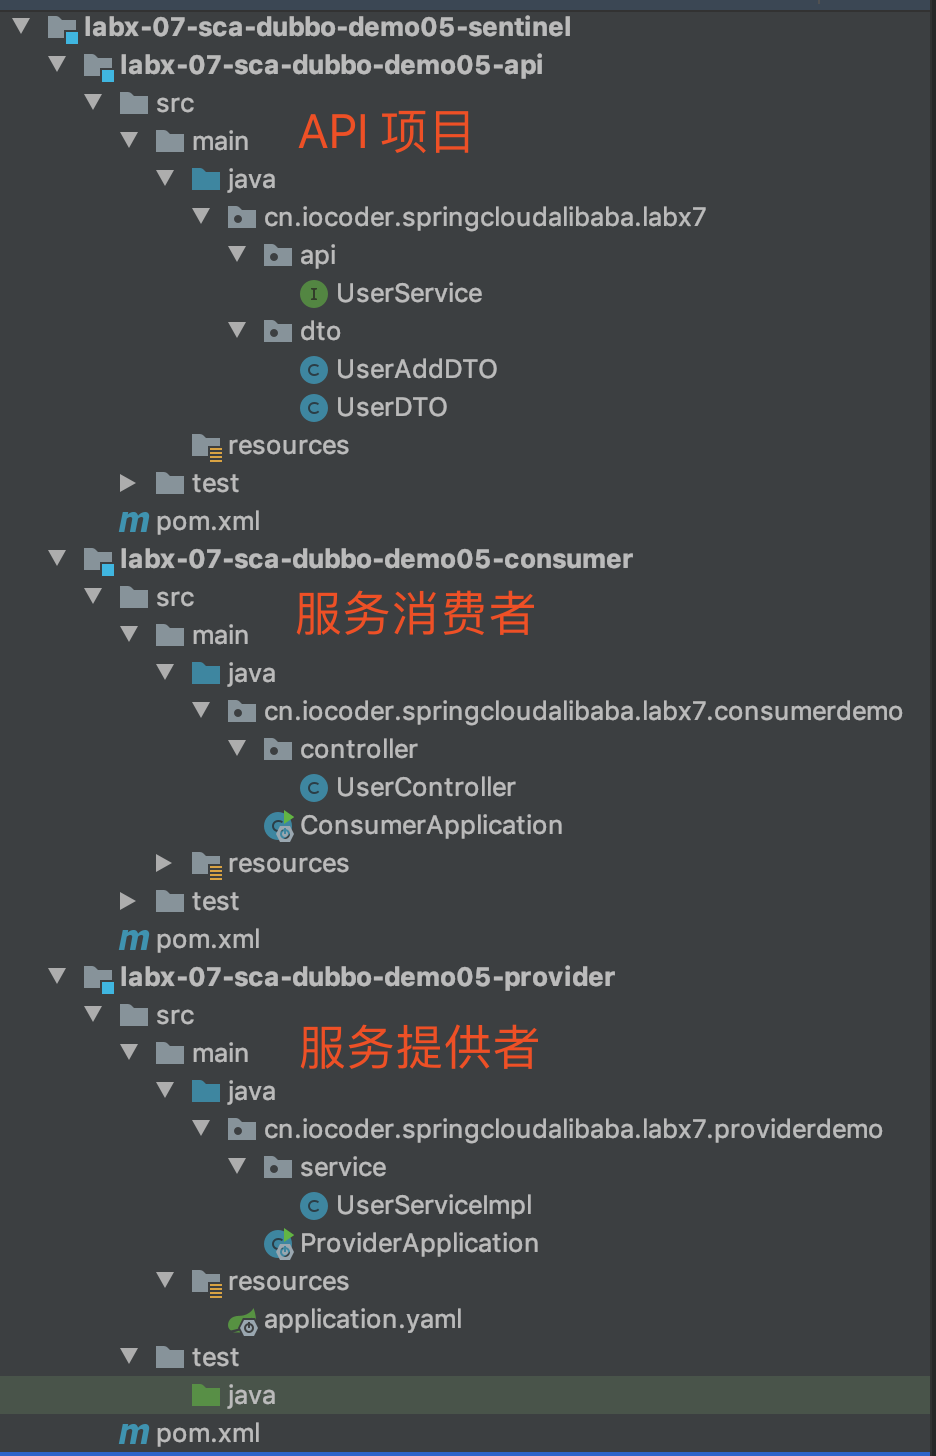 labx-07-sca-dubbo-demo05-sentinel
labx-07-sca-dubbo-demo05-api
src
main
API 项目
java
cn.iocoder.springcloudalibaba.labx7
api
UserService
dto
UserAddDTO
UserDTO
resources
test
pom.xml
labx-07-sca-dubbo-demo05-consumer
src
服务消费者
main
java
cn.iocoder.springcloudalibaba.labx7.consumerdemo
controller
UserController
ConsumerApplication
resources
test
pom.xml
labx-07-sca-dubbo-demo05-provider
src
服务提供者
main
java
cn.iocoder.springcloudalibaba.labx7.providerdemo
service
UserServiceImpl
ProviderApplication
resources
application.yaml
test
java
pom.xml